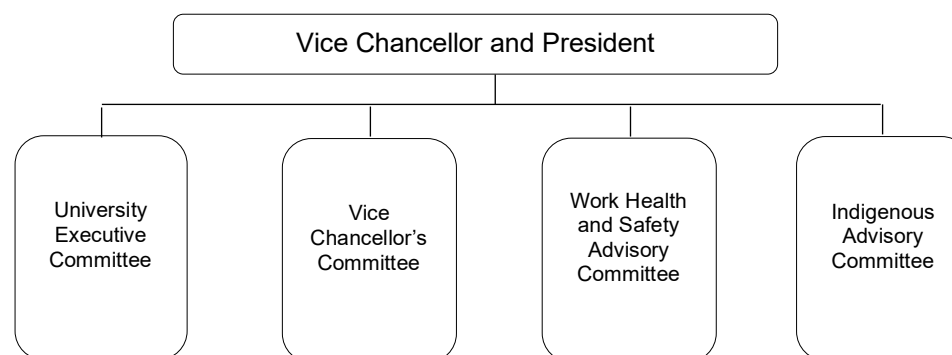 Vice Chancellor and President
University
Executive
Committee
Vice
Chancellor’s
Committee
Work Health
and Safety
Advisory
Committee
Indigenous
Advisory
Committee